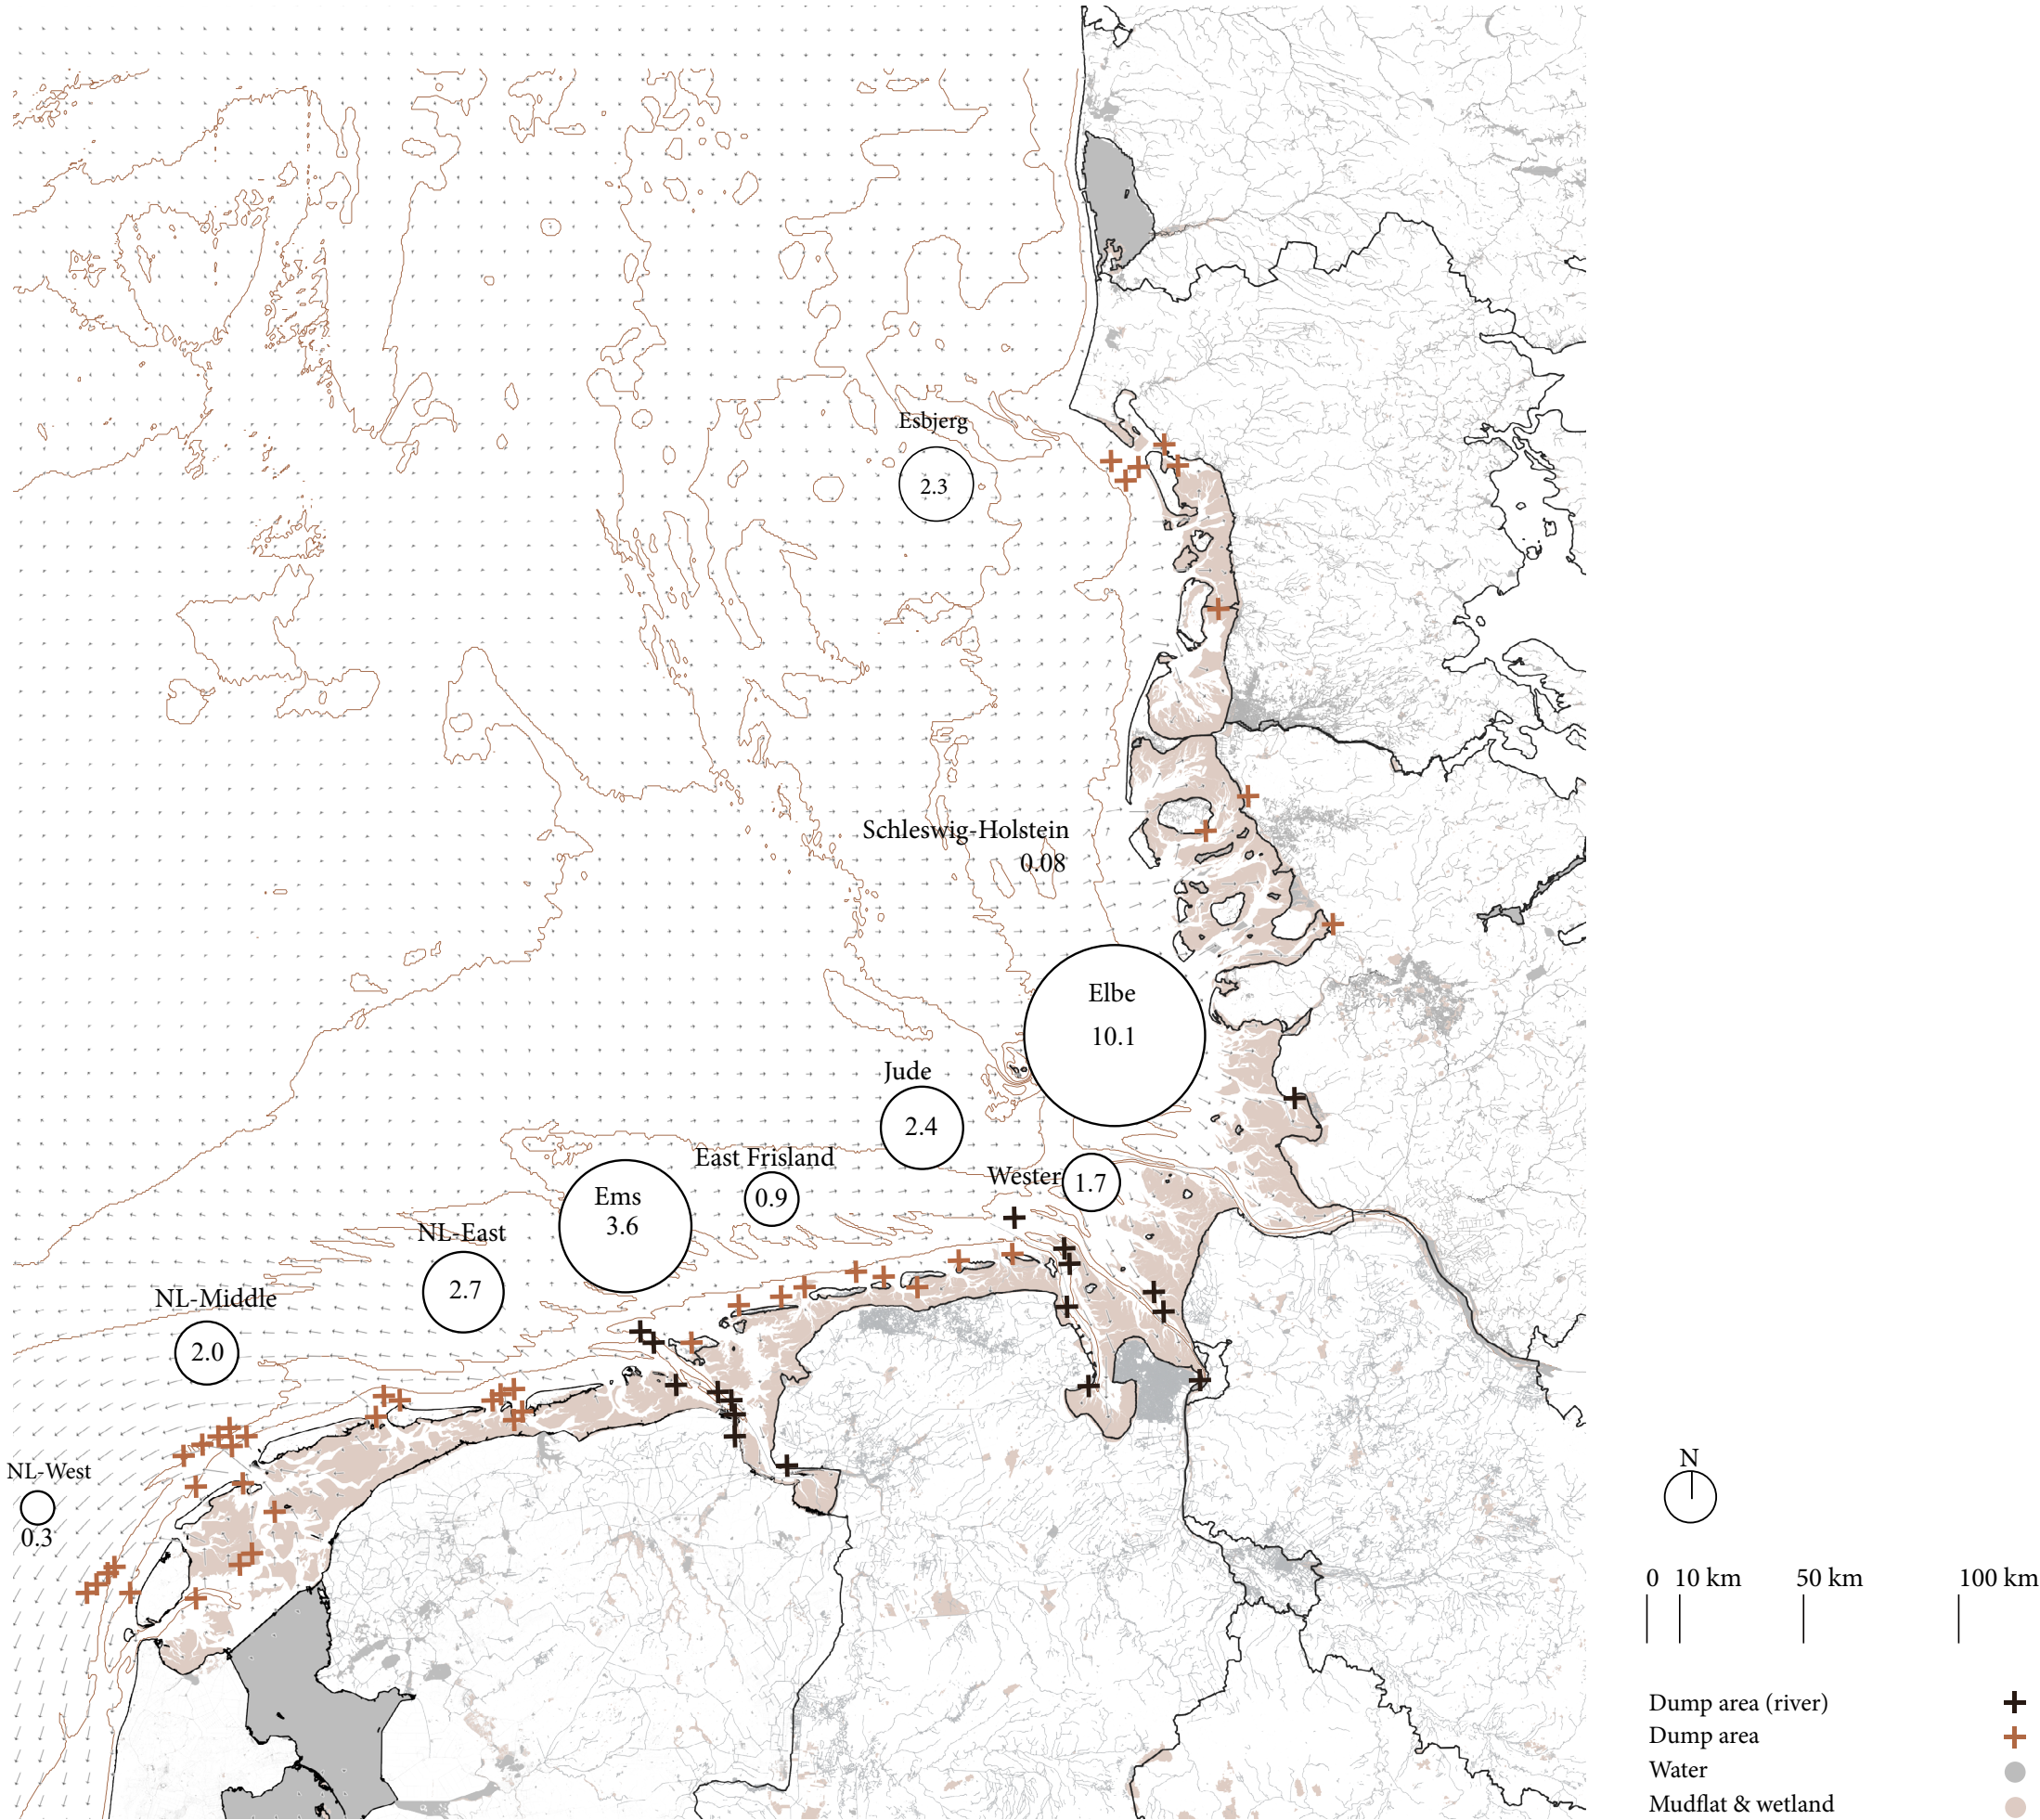 Esbjerg
2.3
Schleswig-Holstein
0.08
Elbe
10.1
Jude
2.4
East Frisland
0.9
Wester
1.7
Ems
3.6
NL-East
2.7
NL-Middle
2.0
NL-West
0.3
N
0 10 km 50 km 100 km
Dump area (river)
Dump area
Water
Mudflat & wetland